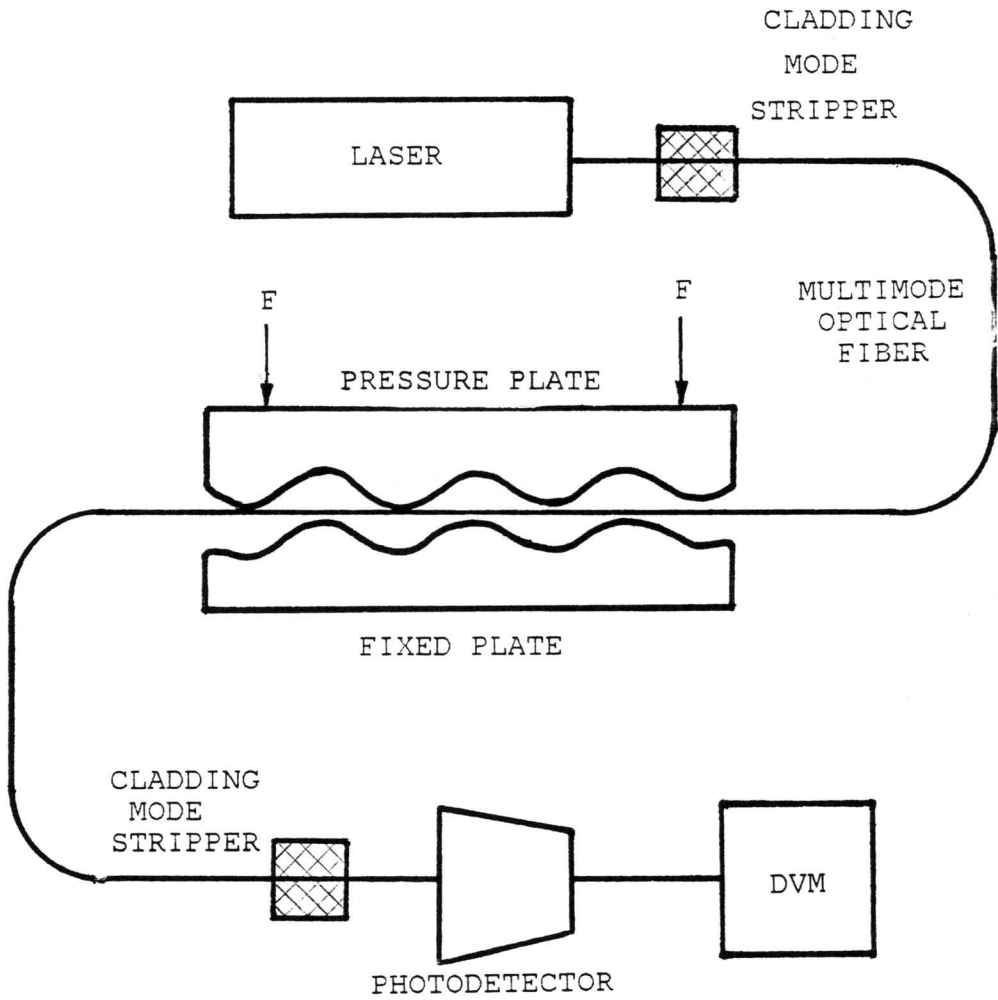 CLADDING
MODE
STRIPPER
LASER
F
F
MULTIMODE
OPTICAL
FIBER
PRESSURE PLATE
FIXED PLATE
CLADDING
MODE
STRIPPER
DVM
PHOTODETECTOR